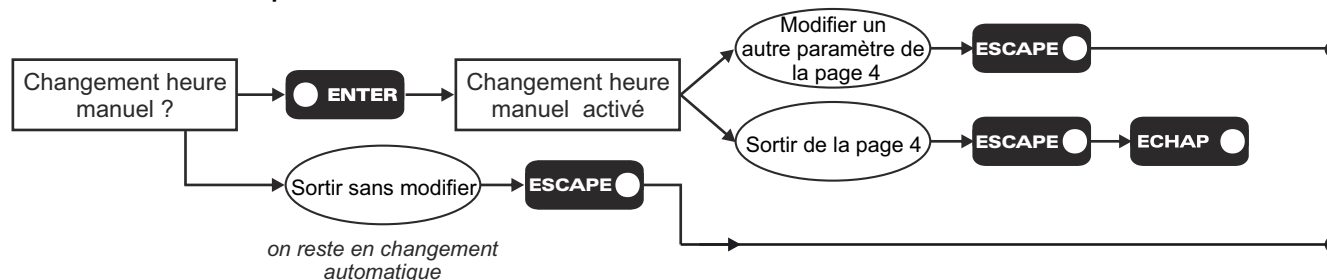 Changement heure
manuel ?
ENTER
Changement heure
manuel activé
Modifier un
autre paramètre de
la page 4
ESCAPE
Sortir de la page 4
ESCAPE
ECHAP
Sortir sans modifier
ESCAPE
on reste en changement
automatique